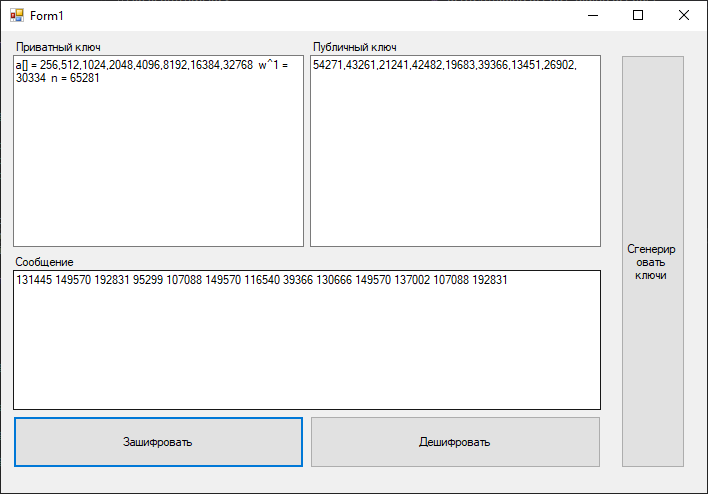 Form1
Приватный ключ
a[] = 256,512,1024,2048,4096,8192,16384,32768 w^1 =
30334 n = 65281
Публичный ключ
54271,43261,21241,42482,19683,39366,13451,26902,
Сгенерир
овать
ключи
Сообщение
131445 149570 192831 95299 107088 149570 116540 39366 130666 149570 137002 107088 192831
Зашифровать
Дешифровать